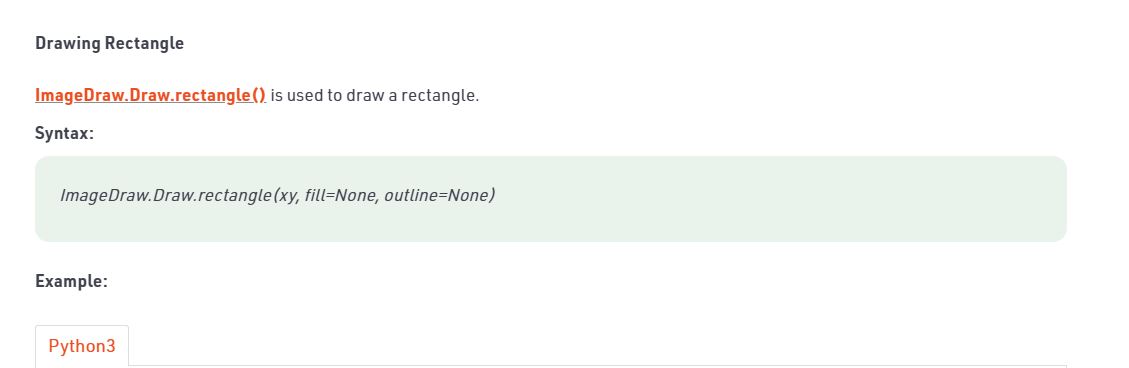 Drawing Rectangle
ImageDraw.Draw.rectangle() is used to draw a rectangle.
Syntax:
ImageDraw.Draw.rectangle(xy, fill=None, outline=None)
Example:
Python3